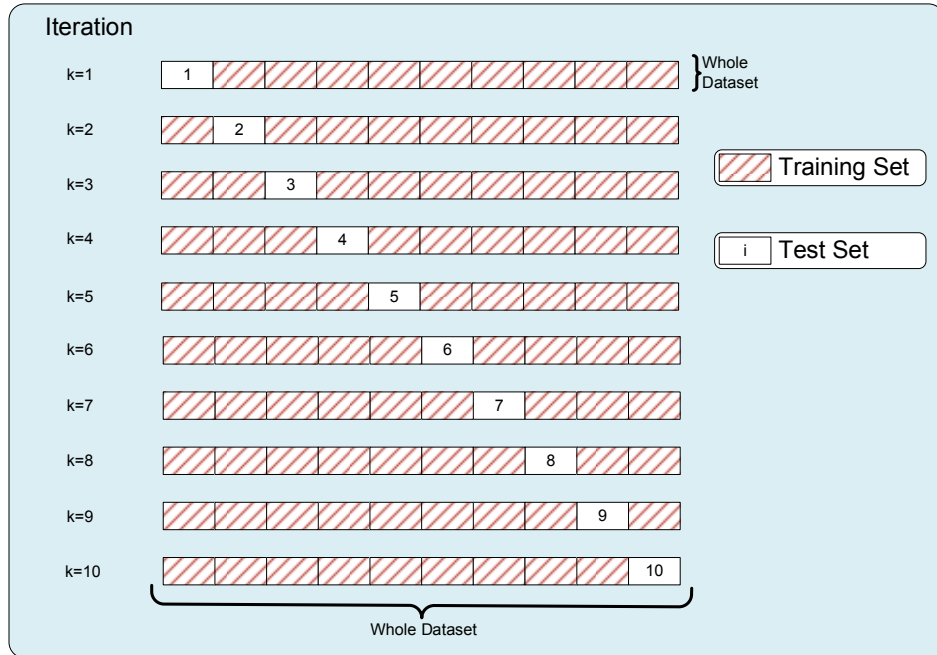 Iteration
k=1
1
Whole
Dataset
k=2
2
k=3
3
Training Set
k=4
4
i
Test Set
k=5
5
k=6
6
k=7
7
k=8
8
k=9
9
k=10
10
Whole Dataset